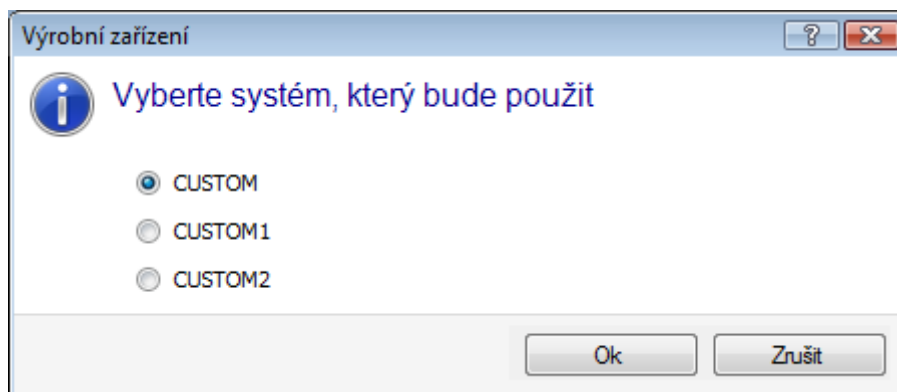 Výrobní zařízení
Vyberte systém, který bude použit
CUSTOM
CUSTOM1
CUSTOM2
Ok
Zrušit